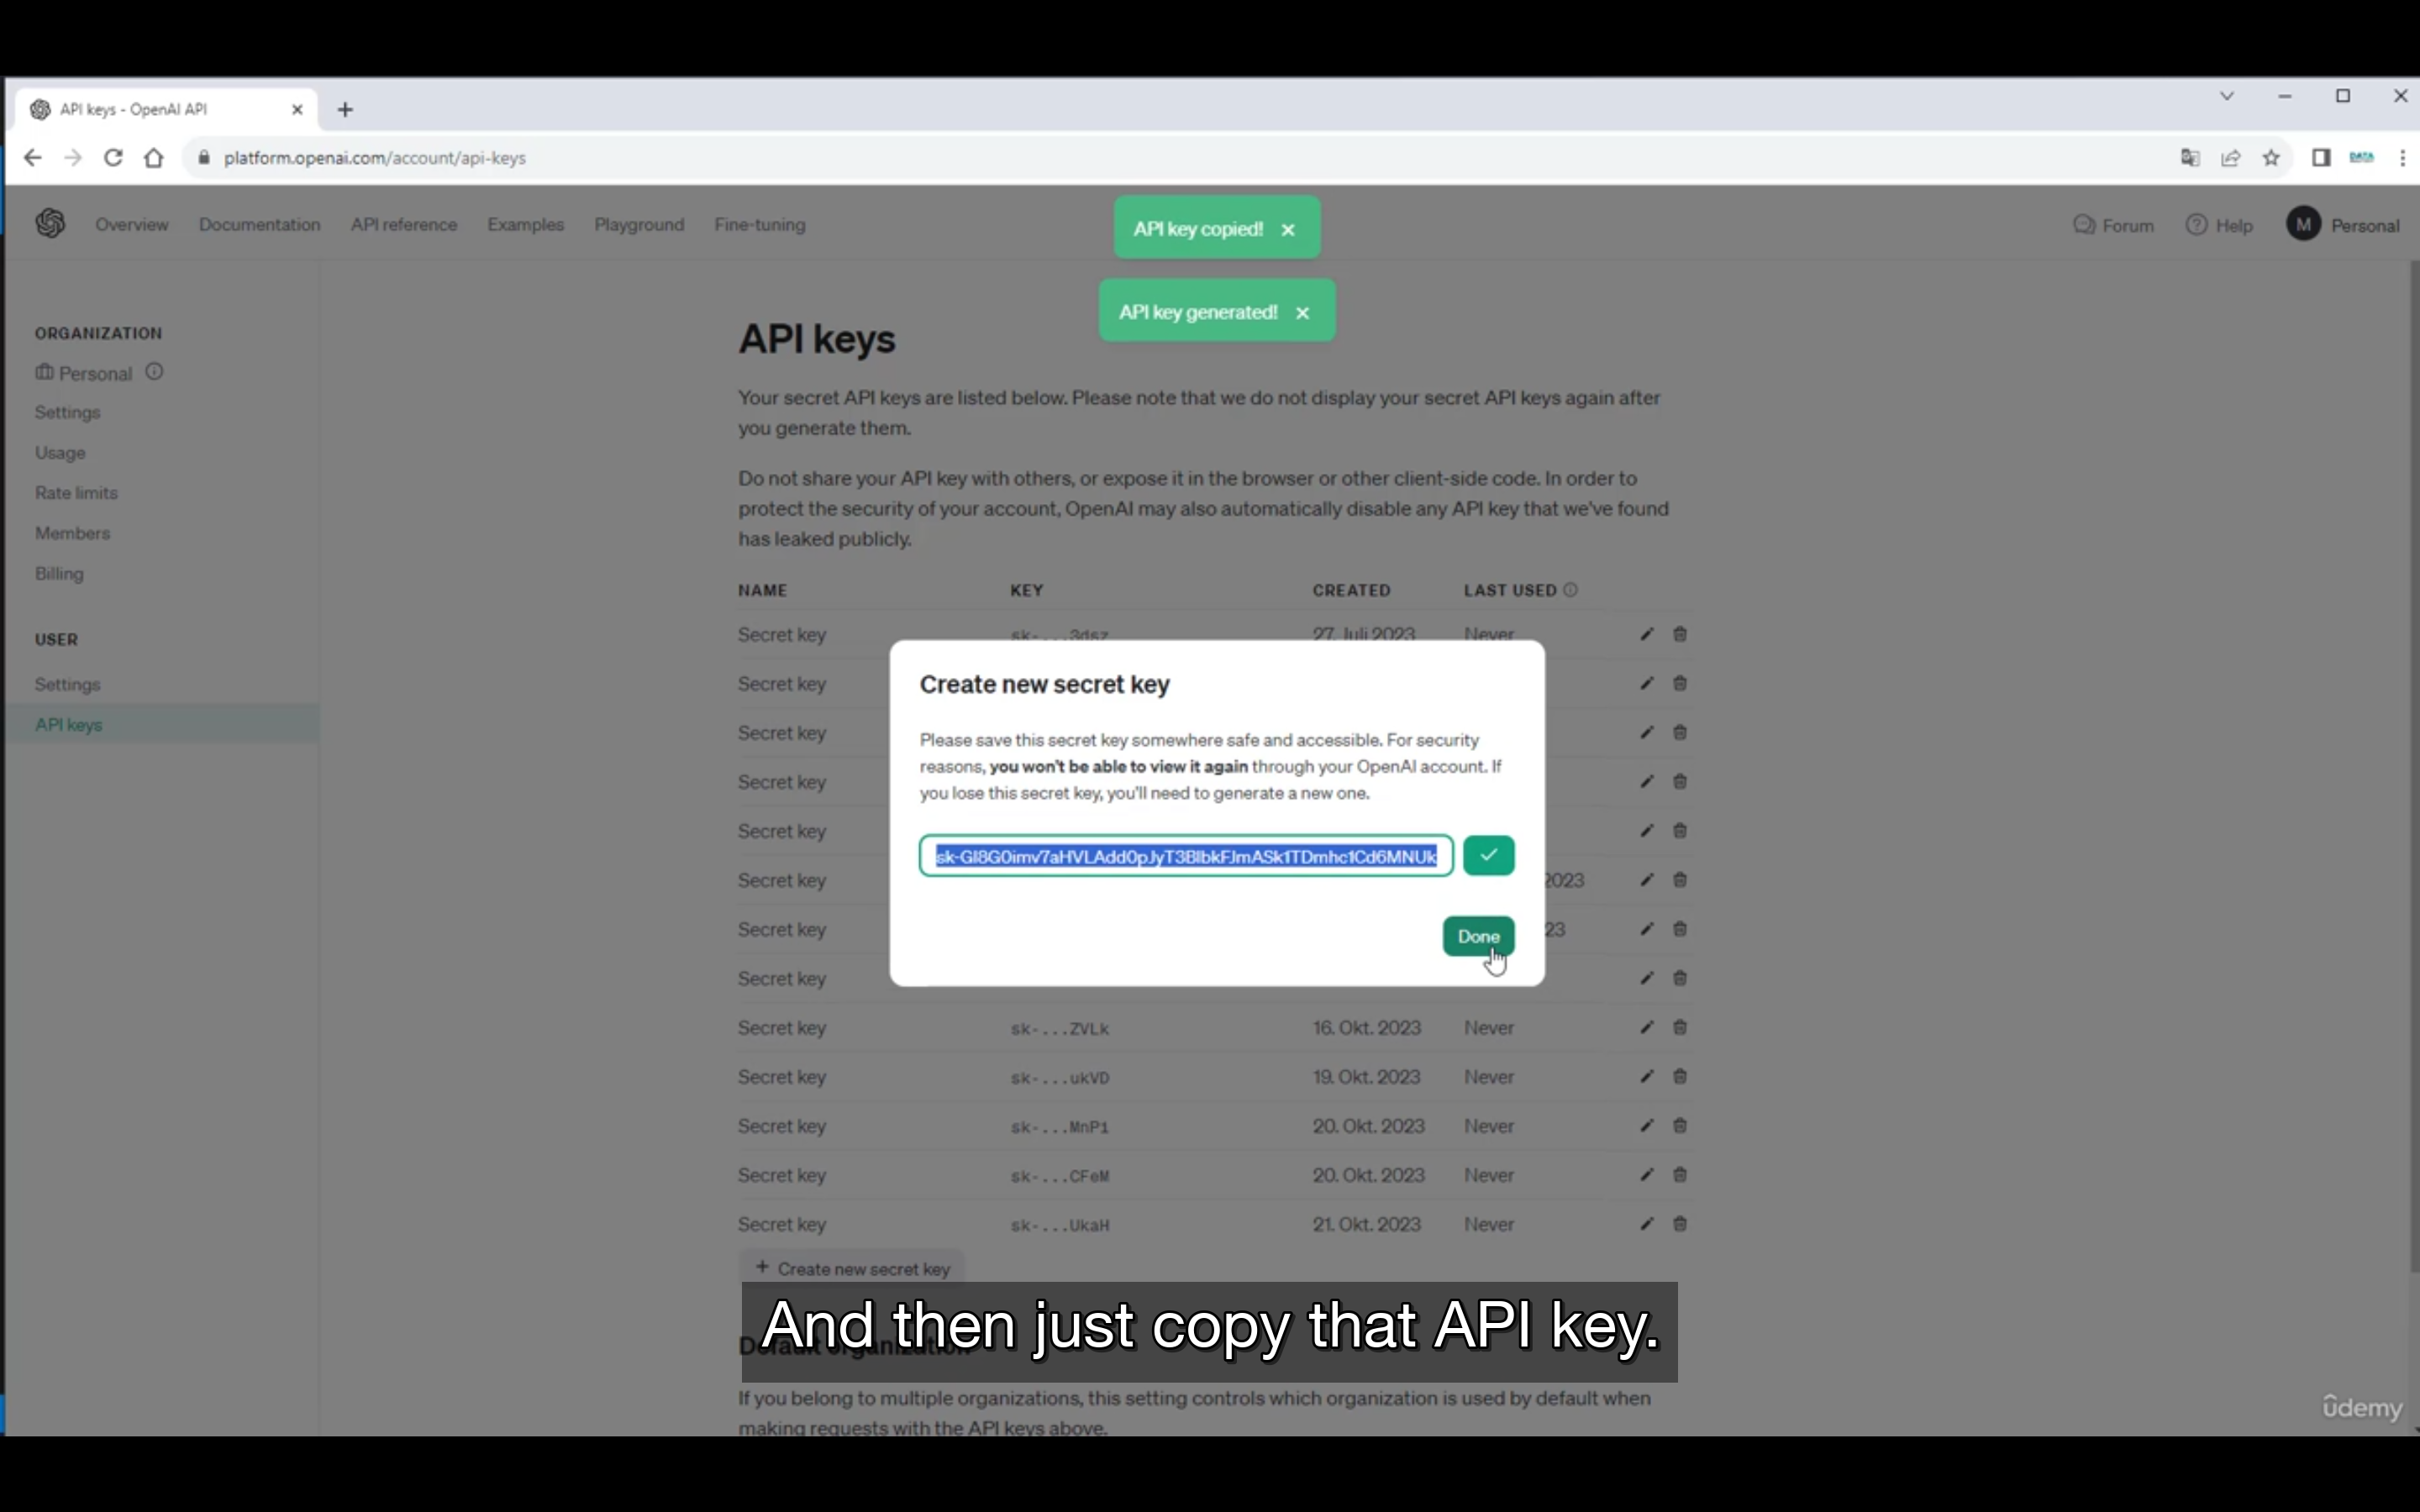 API keys - OpenAI API
platform.openai.com/account/api-keys
DATA
Overview Documentation API reference Examples Playground Fine-tuning
API key copied!
Forum Help M Personal
API key generated!
ORGANIZATION
Personal
Settings
Usage
Rate limits
Members
Billing
USER
Settings
API keys
API keys
Your secret API keys are listed below. Please note that we do not display your secret API keys again after
you generate them.
Do not share your API key with others, or expose it in the browser or other client-side code. In order to
protect the security of your account, OpenAI may also automatically disable any API key that we've found
has leaked publicly.
NAME KEY CREATED LAST USED
Secret key sk-...3dsz 27. Juli 2023 Never
Secret key
Secret key
Secret key
Secret key
Secret key 2023
Secret key 23
Secret key
Secret key sk-...ZVLk 16. Okt. 2023 Never
Secret key sk-...ukVD 19. Okt. 2023 Never
Secret key sk-...MnPi 20. Okt. 2023 Never
Secret key sk-...CFeM 20. Okt. 2023 Never
Secret key sk-...UkaH 21. Okt. 2023 Never
Create new secret key
Please save this secret key somewhere safe and accessible. For security
reasons, you won't be able to view it again through your OpenAI account. If
you lose this secret key, you'll need to generate a new one.
Done
+ Create new secret key
And then just copy that API key.
Default organization
If you belong to multiple organizations, this setting controls which organization is used by default when
making requests with the API keys above.
ûdemy